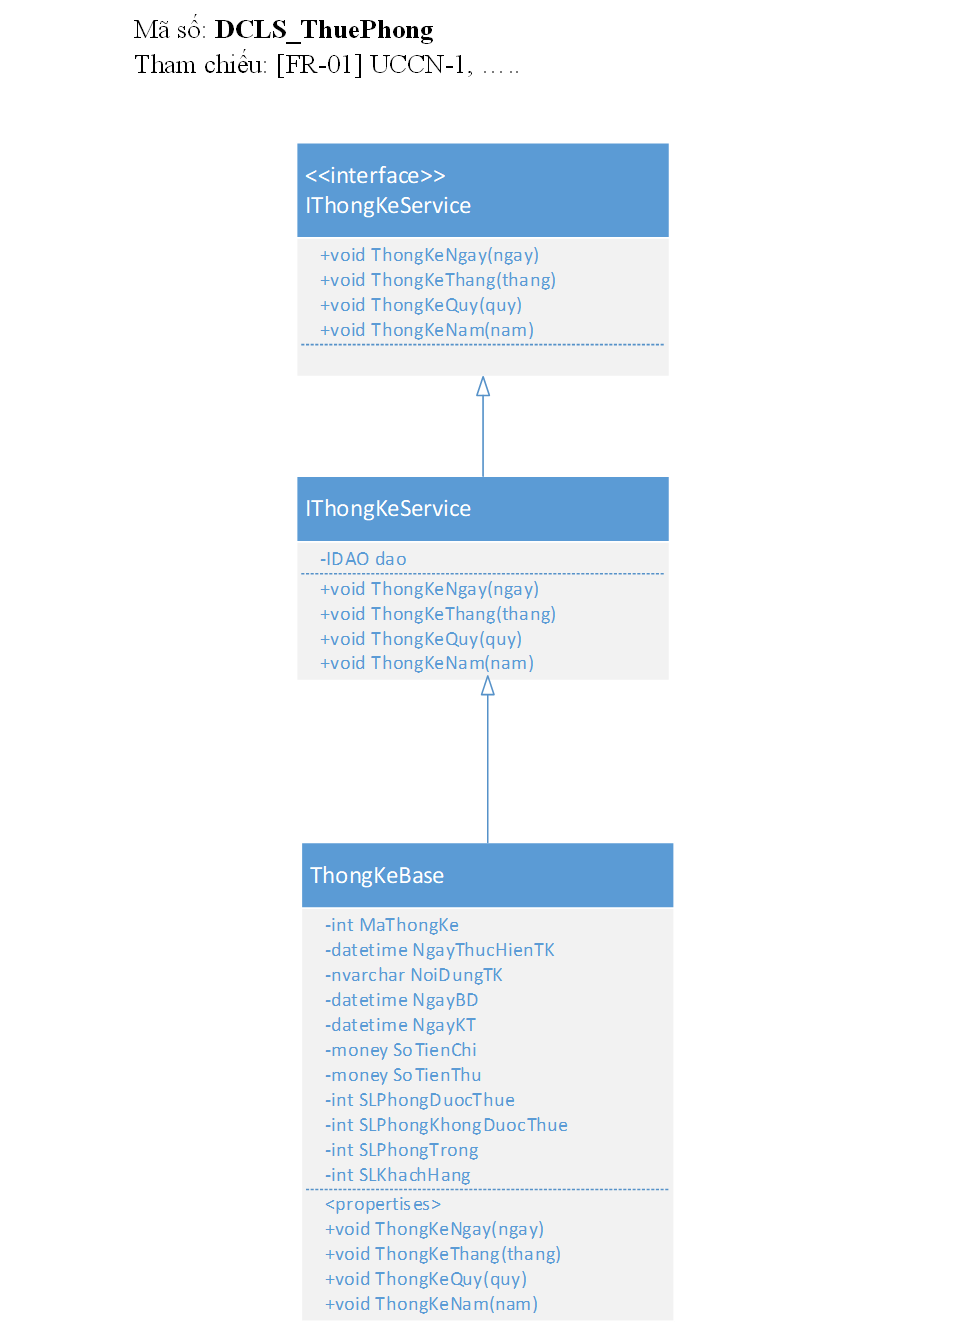 Mã số: DCLS_ThuePhong
Tham chiếu: [FR-01] UCCN-1, …..
<<interface>>
IThongKeService
+void ThongKeNgay(ngay)
+void ThongKeThang(thang)
+void ThongKeQuy(quy)
+void ThongKeNam(nam)
IThongKeService
-IDAO dao
+void ThongKeNgay(ngay)
+void ThongKeThang(thang)
+void ThongKeQuy(quy)
+void ThongKeNam(nam)
ThongKeBase
-int MaThongKe
-datetime NgayThucHienTK
-nvarchar NoiDungTK
-datetime NgayBD
-datetime NgayKT
-money SoTienChi
-money SoTienThu
-int SLPhongDuocThue
-int SLPhongKhongDuocThue
-int SLPhongTrong
-int SLKhachHang
<propertises>
+void ThongKeNgay(ngay)
+void ThongKeThang(thang)
+void ThongKeQuy(quy)
+void ThongKeNam(nam)